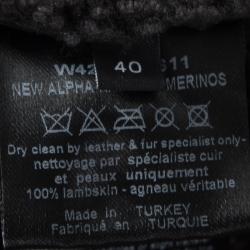 W42 S11
40
NEW ALPHA MERINOS
Dry clean by leather & fur specialist only-
nettoyage par spécialiste cuir
et peaux uniquement
100% lambskin - agneau véritable
Made in TURKEY
Fabriqué en TURQUIE